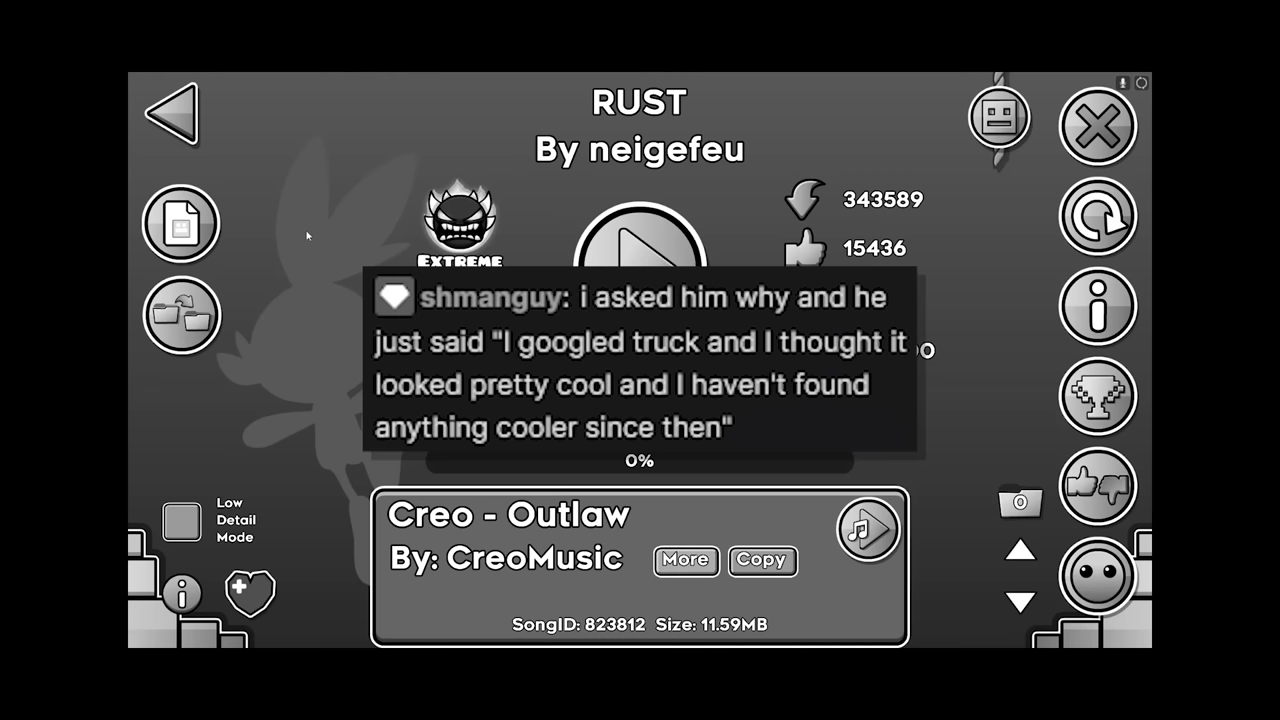 RUST
By neigefeu
343589
15436
EXTREME
shmanguy: i asked him why and he
just said "I googled truck and I thought it
looked pretty cool and I haven't found
anything cooler since then"
0%
Low
Detail
Mode
Creo - Outlaw
By: CreoMusic
More
Copy
SongID: 823812 Size: 11.59MB
0